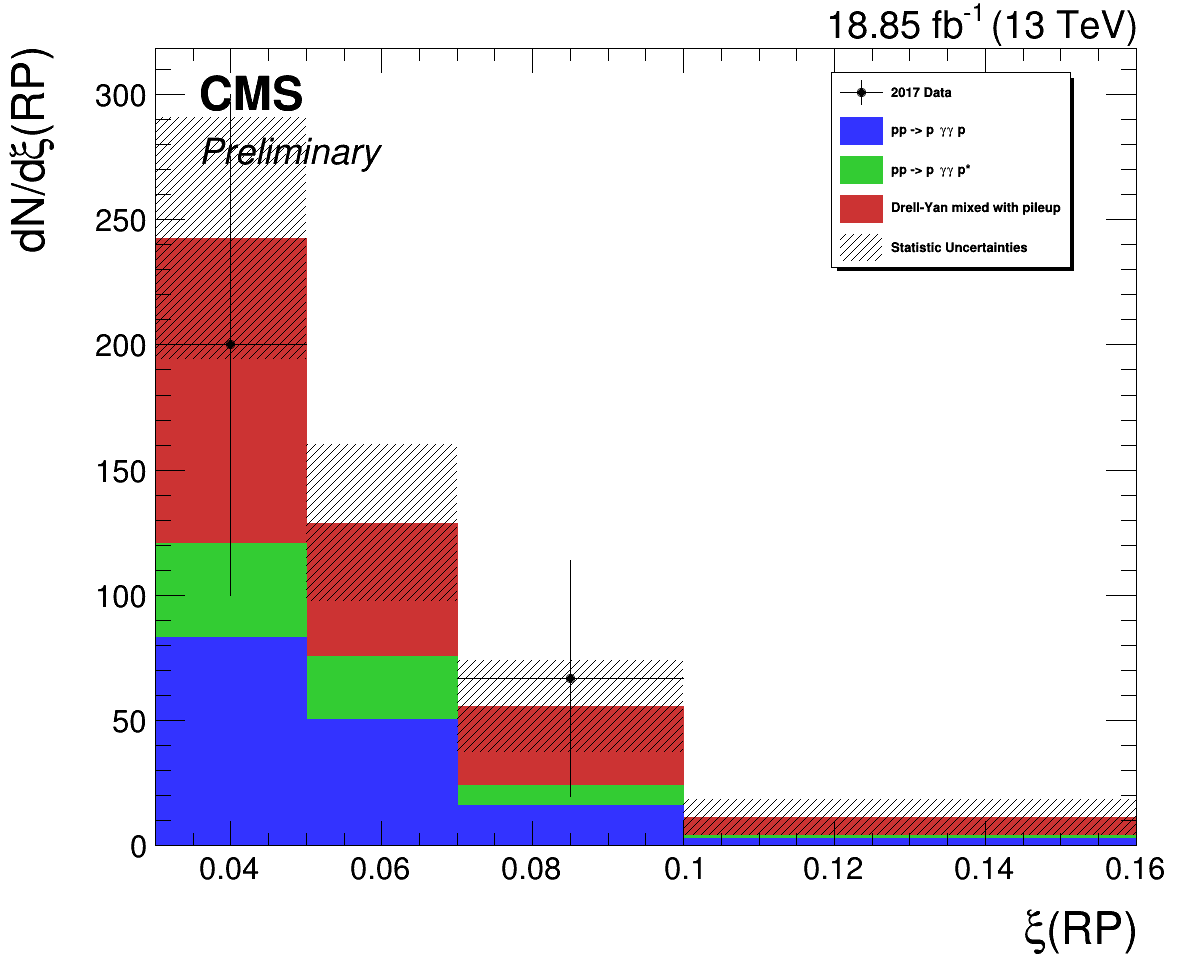 18.85 fb⁻¹ (13 TeV)
dN/dξ(RP)
CMS
Preliminary
2017 Data
pp -> p γγ p
pp -> p γγ p*
Drell-Yan mixed with pileup
Statistic Uncertainties
300
250
200
150
100
50
0
0.04 0.06 0.08 0.1 0.12 0.14 0.16
ξ(RP)